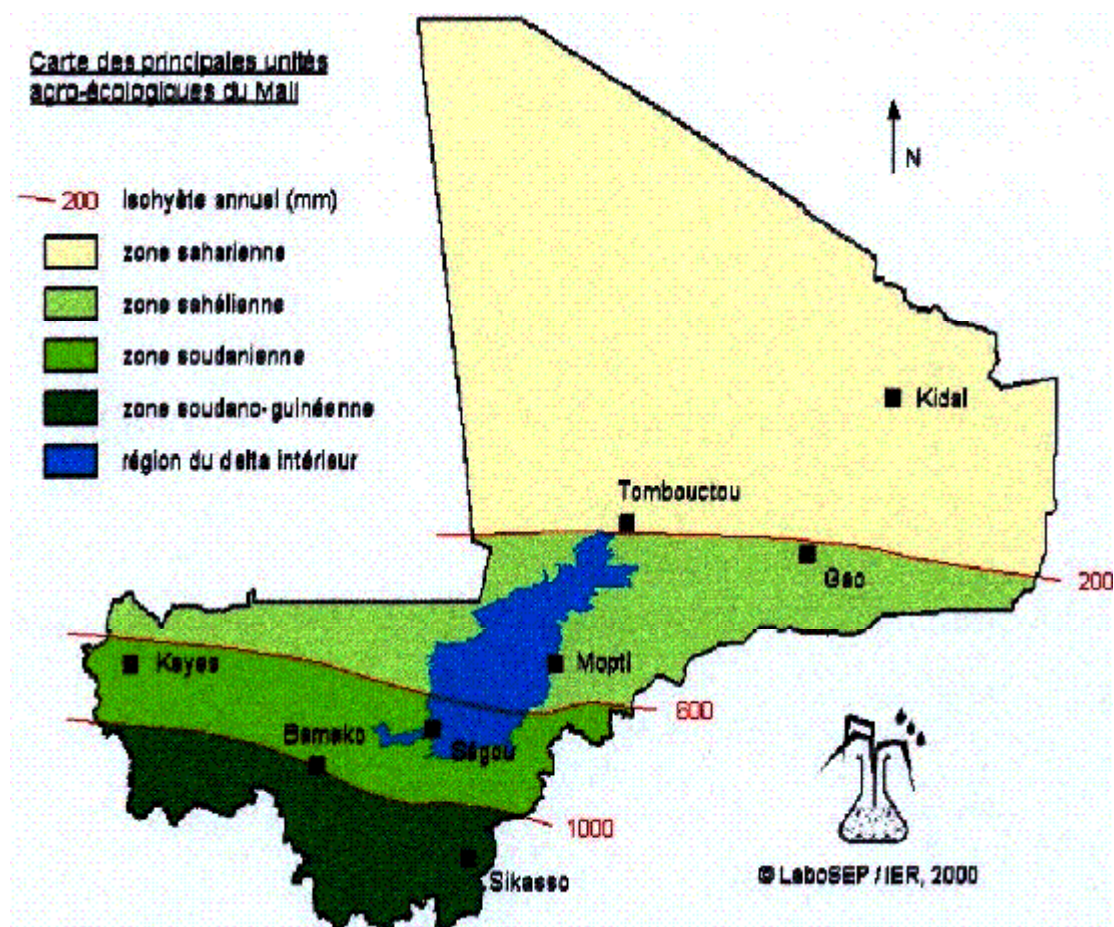 Carte des principales unités
agro-écologiques du Mali
200 Isohyète annuel (mm)
zone saharienne
zone sahélienne
zone soudanienne
zone soudano-guinéenne
région du delta intérieur
N
Kidal
Tombouctou
Gao
200
Kayes
Mopti
600
Bamako
Ségou
1000
Sikasso
© LaboSEP / IER, 2000